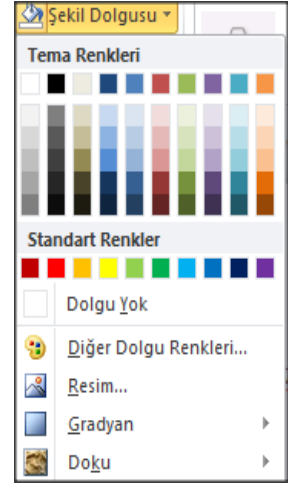 Şekil Dolgusu
Tema Renkleri
Standart Renkler
Dolgu Yok
Diğer Dolgu Renkleri...
Resim...
Gradyan
Doku